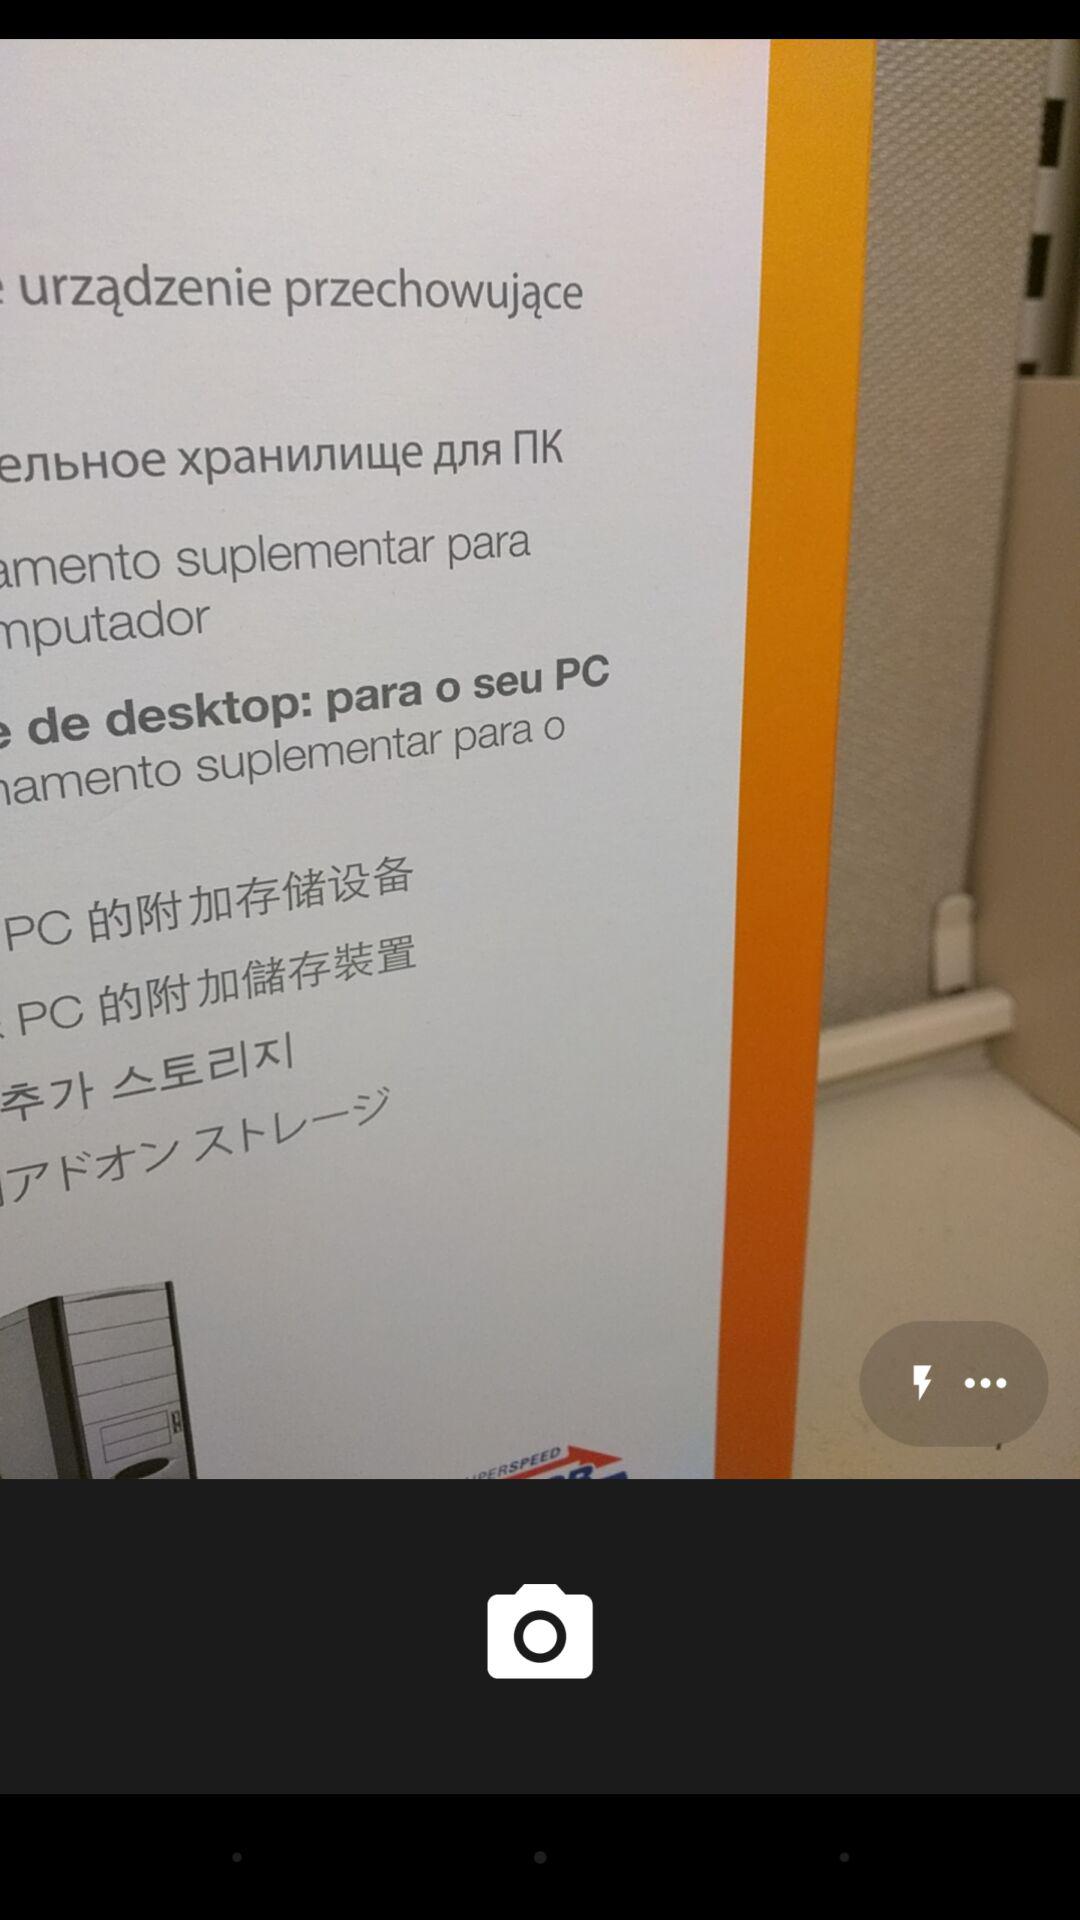 urządzenie przechowujące
ельное хранилище для ПК
amento suplementar para
mputador
e de desktop: para o seu PC
namento suplementar para o
PC 的附加存储设备
PC 的附加儲存裝置
추가 스토리지
アドオン ストレージ
SUPERSPEED